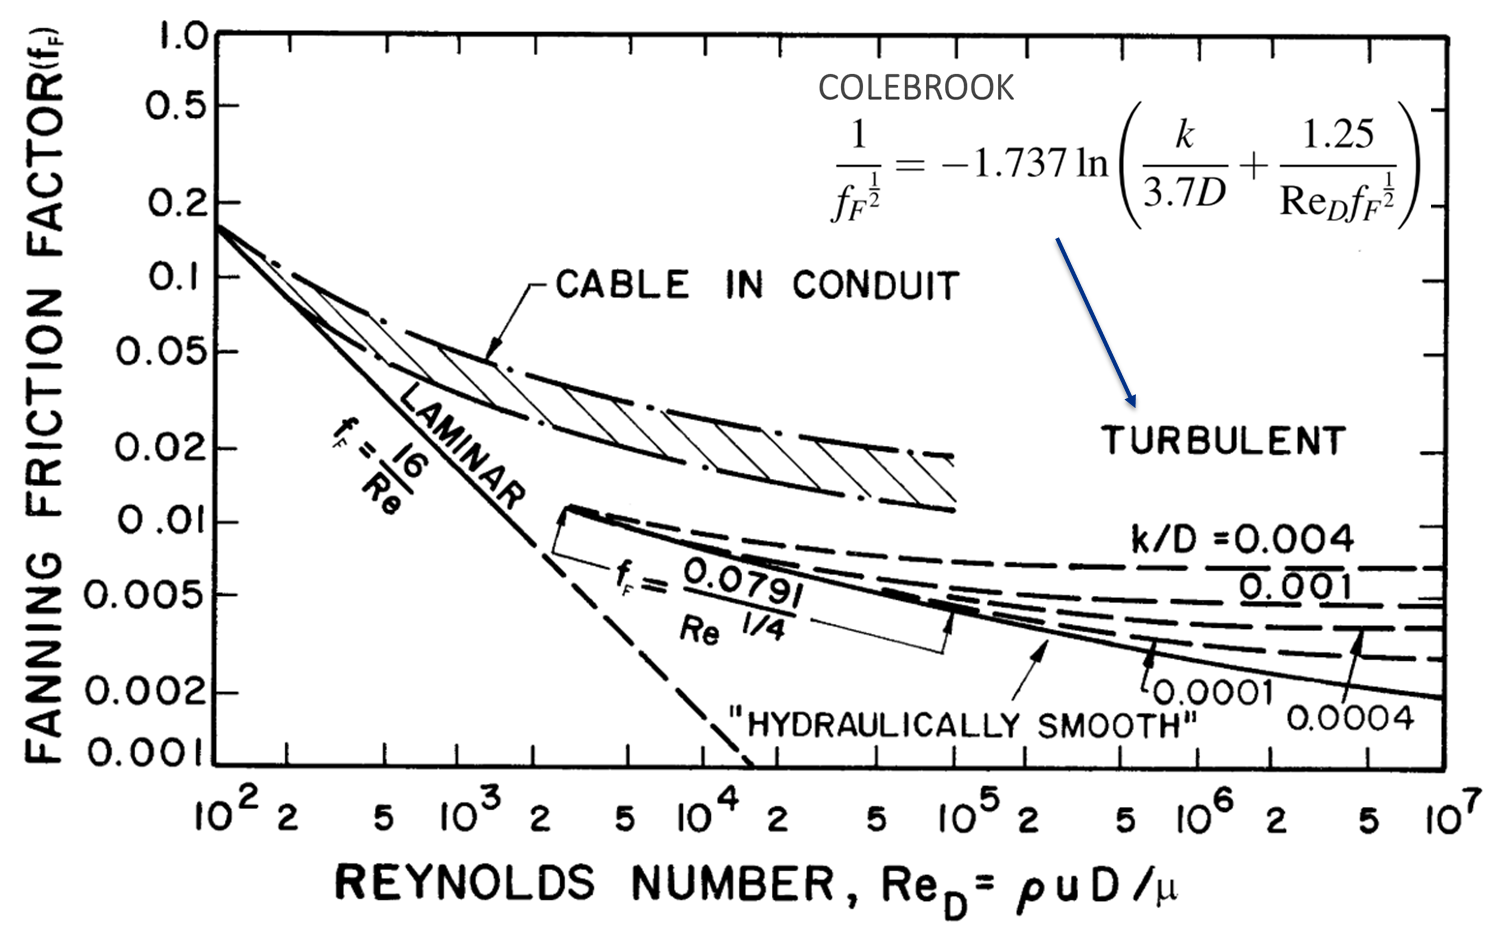 FANNING FRICTION FACTOR (f_F)
1.0
0.5
0.2
0.1
0.05
0.02
0.01
0.005
0.002
0.001
COLEBROOK
1/f_F^{1/2} = −1.737 ln(k/3.7D + 1.25/Re_D f_F^{1/2})
CABLE IN CONDUIT
LAMINAR
f_F = 16/Re
TURBULENT
k/D = 0.004
0.001
f_F = 0.0791/Re^{1/4}
0.0001
0.0004
"HYDRAULICALLY SMOOTH"
10^2 2 5 10^3 2 5 10^4 2 5 10^5 2 5 10^6 2 5 10^7
REYNOLDS NUMBER, Re_D = ρuD/μ